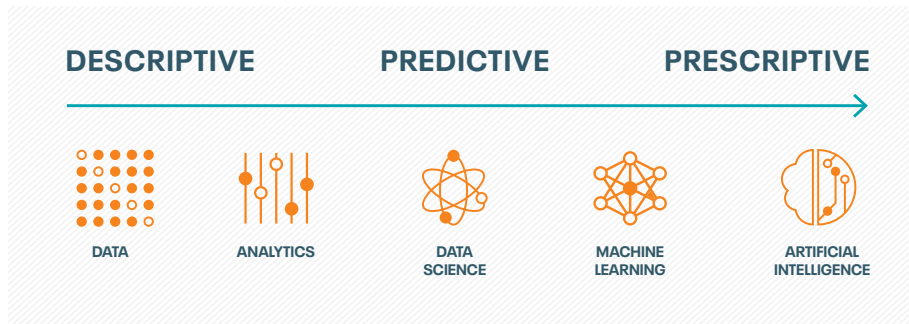 DESCRIPTIVE PREDICTIVE PRESCRIPTIVE
DATA
ANALYTICS
DATA
SCIENCE
MACHINE
LEARNING
ARTIFICIAL
INTELLIGENCE